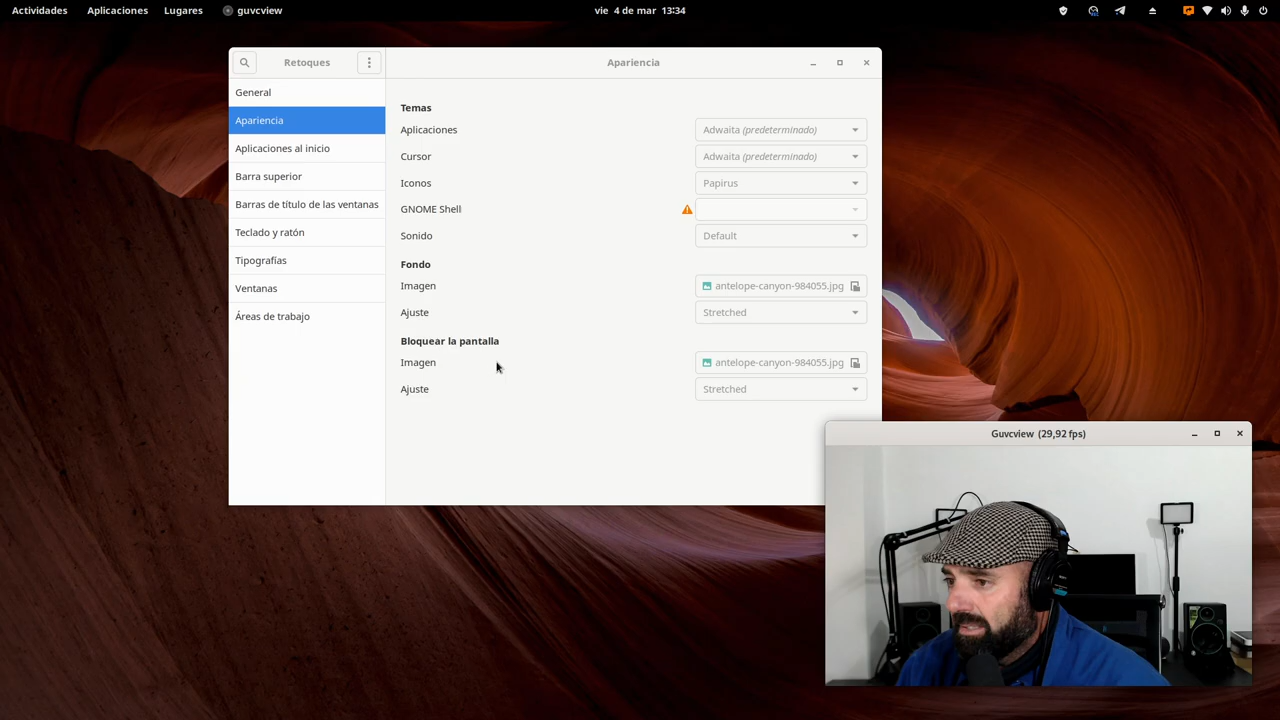 Actividades Aplicaciones Lugares guvcview vie 4 de mar 13:34
Retoques Apariencia
General
Apariencia
Aplicaciones al inicio
Barra superior
Barras de título de las ventanas
Teclado y ratón
Tipografías
Ventanas
Áreas de trabajo
Temas
Aplicaciones Adwaita (predeterminado)
Cursor Adwaita (predeterminado)
Iconos Papirus
GNOME Shell
Sonido Default
Fondo
Imagen antelope-canyon-984055.jpg
Ajuste Stretched
Bloquear la pantalla
Imagen antelope-canyon-984055.jpg
Ajuste Stretched
Guvcview (29,92 fps)